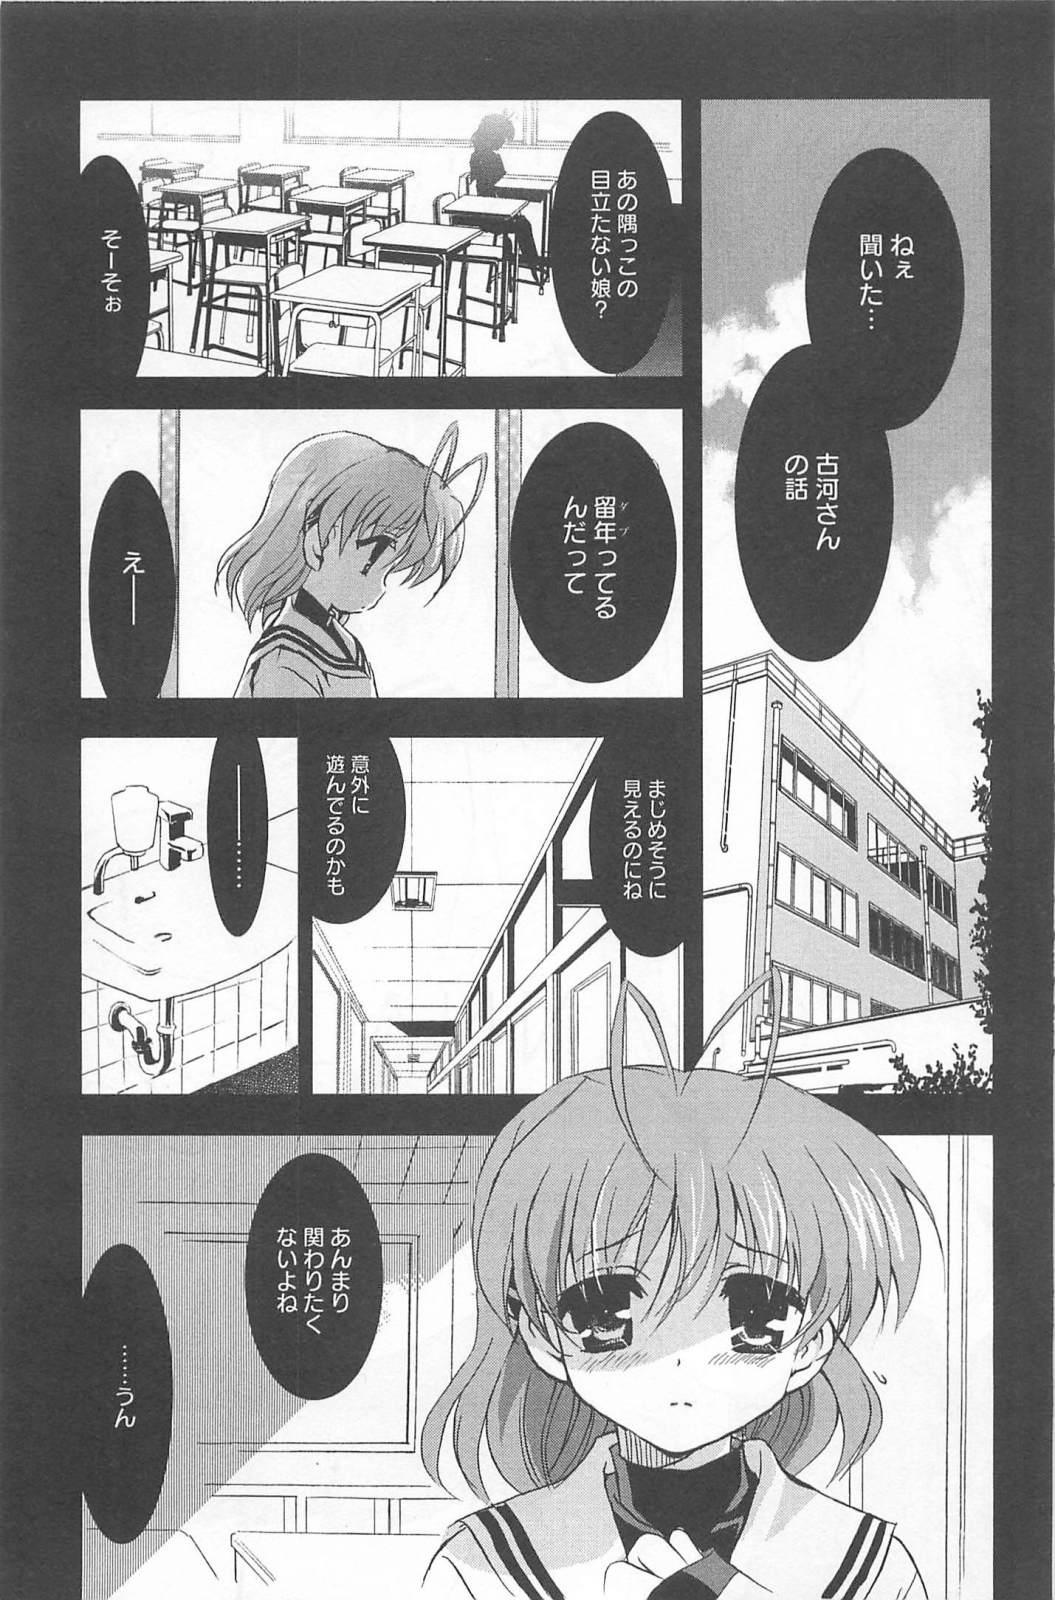 ねぇ
聞いた…
古河さん
の話
あの隅っこの
目立たない娘?
そーそぉ
留年ってる
ダブ
んだって
えー――
まじめそうに
見えるのにね
意外に
遊んでるのかも
――………
あんまり
関わりたく
ないよね
……うん